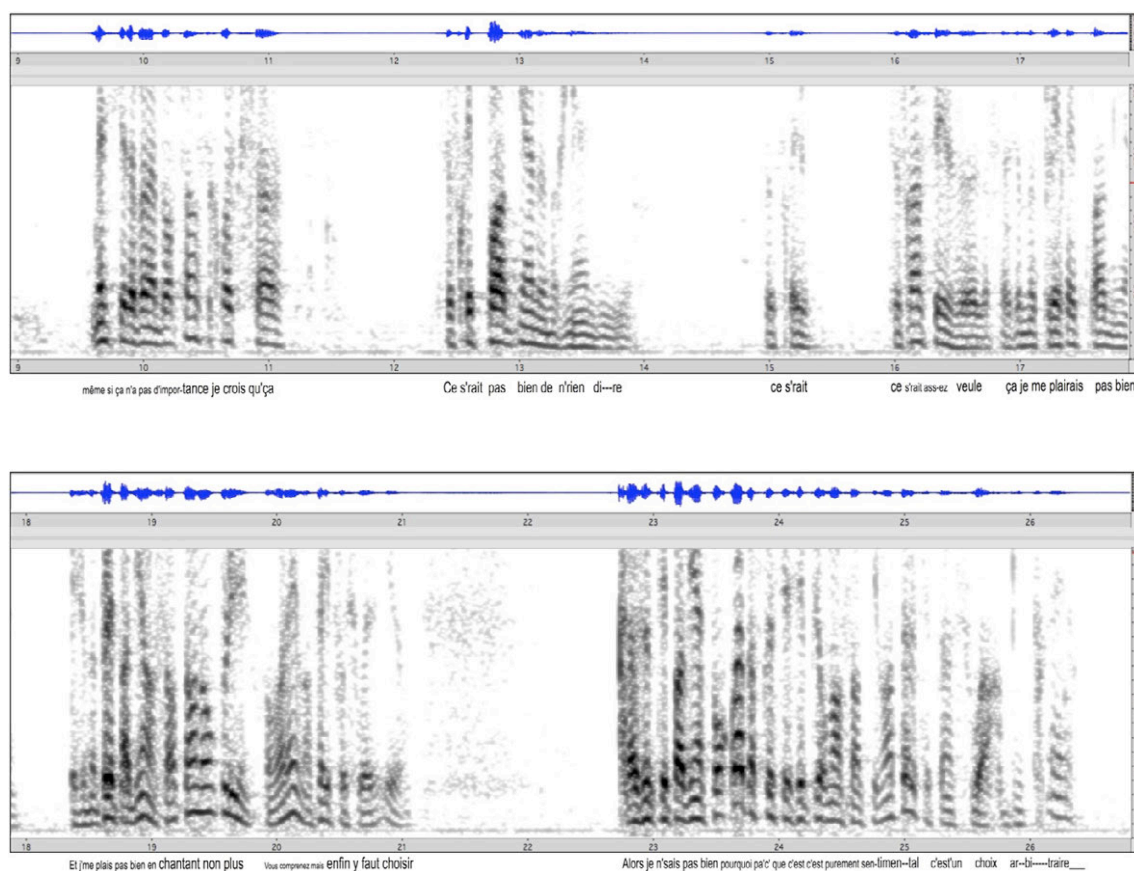 9 10 11 12 13 14 15 16 17
9 10 11 12 13 14 15 16 17
même si ça n'a pas d'impor-tance je crois qu'ça Ce s'rait pas bien de n'rien di---re ce s'rait ce s'rait ass-ez veule ça je me plairais pas bien
18 19 20 21 22 23 24 25 26
18 19 20 21 22 23 24 25 26
Et j'me plais pas bien en chantant non plus Vous comprenez mais enfin y faut choisir Alors je n'sais pas bien pourquoi pa'c' que c'est c'est purement sen-timen--tal c'est'un choix ar--bi-----traire___